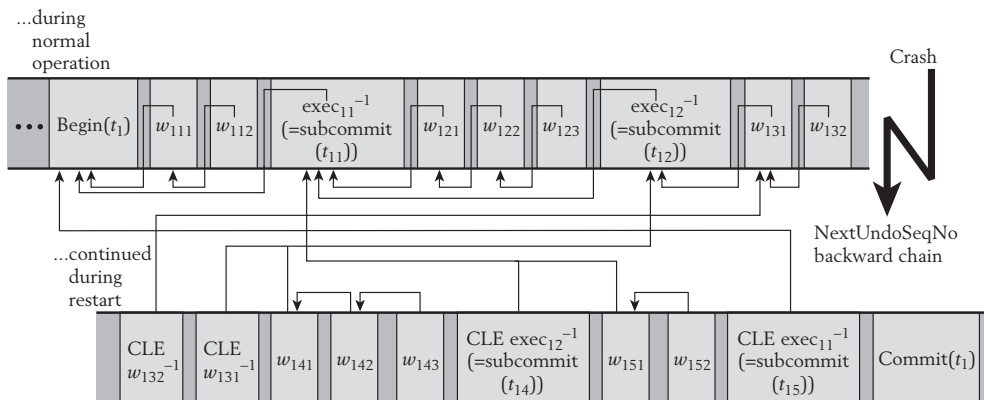 ...during
normal
operation
Crash
... Begin(t₁) w₁₁₁ w₁₁₂ exec₁₁⁻¹ (=subcommit (t₁₁)) w₁₂₁ w₁₂₂ w₁₂₃ exec₁₂⁻¹ (=subcommit (t₁₂)) w₁₃₁ w₁₃₂
NextUndoSeqNo
backward chain
...continued
during
restart
CLE w₁₃₂⁻¹ CLE w₁₃₁⁻¹ w₁₄₁ w₁₄₂ w₁₄₃ CLE exec₁₂⁻¹ (=subcommit (t₁₄)) w₁₅₁ w₁₅₂ CLE exec₁₁⁻¹ (=subcommit (t₁₅)) Commit(t₁)